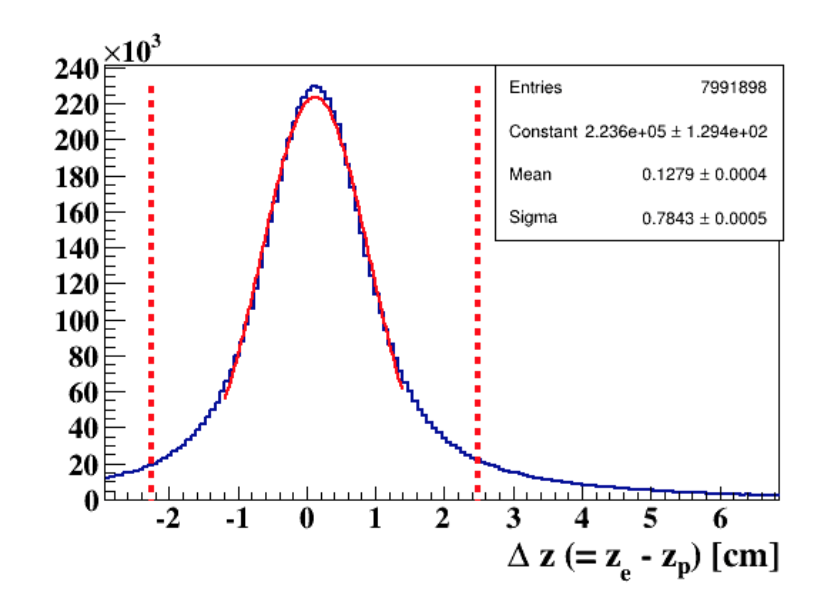 ×10³
240
220
200
180
160
140
120
100
80
60
40
20
0
-2 -1 0 1 2 3 4 5 6
Δ z (= z_e - z_p) [cm]
Entries 7991898
Constant 2.236e+05 ± 1.294e+02
Mean 0.1279 ± 0.0004
Sigma 0.7843 ± 0.0005